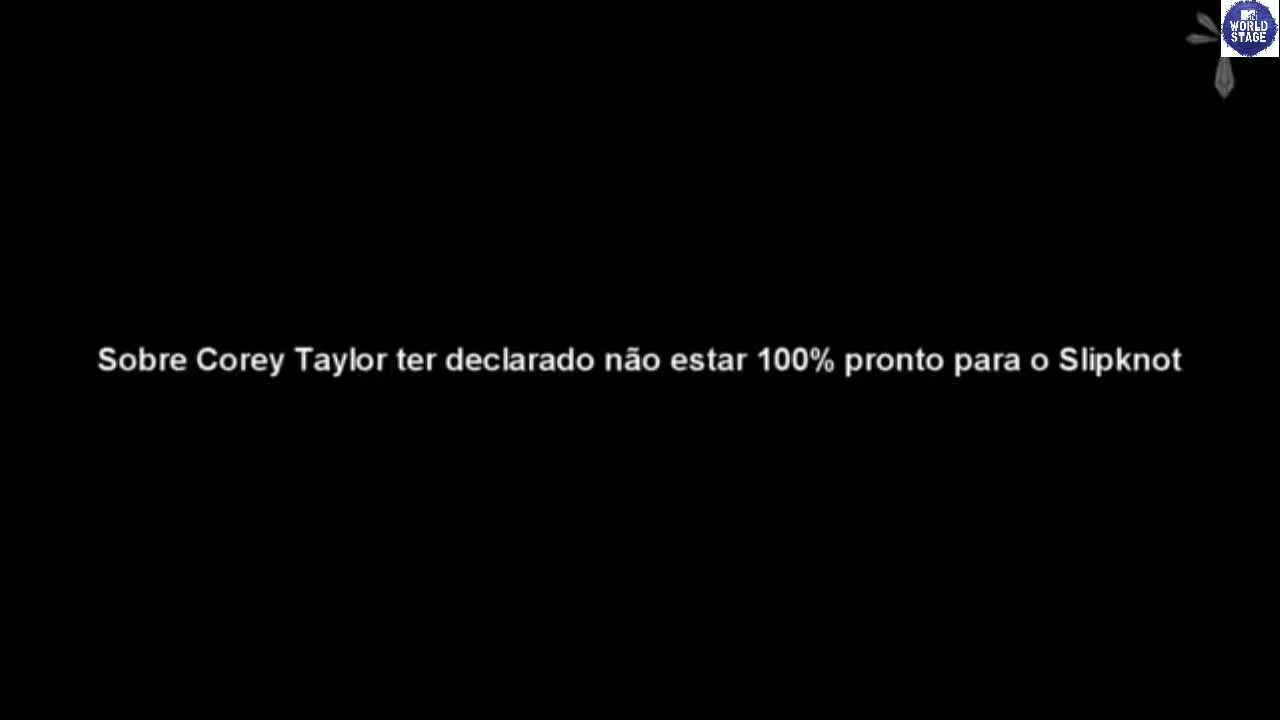 WORLD
STAGE
Sobre Corey Taylor ter declarado não estar 100% pronto para o Slipknot